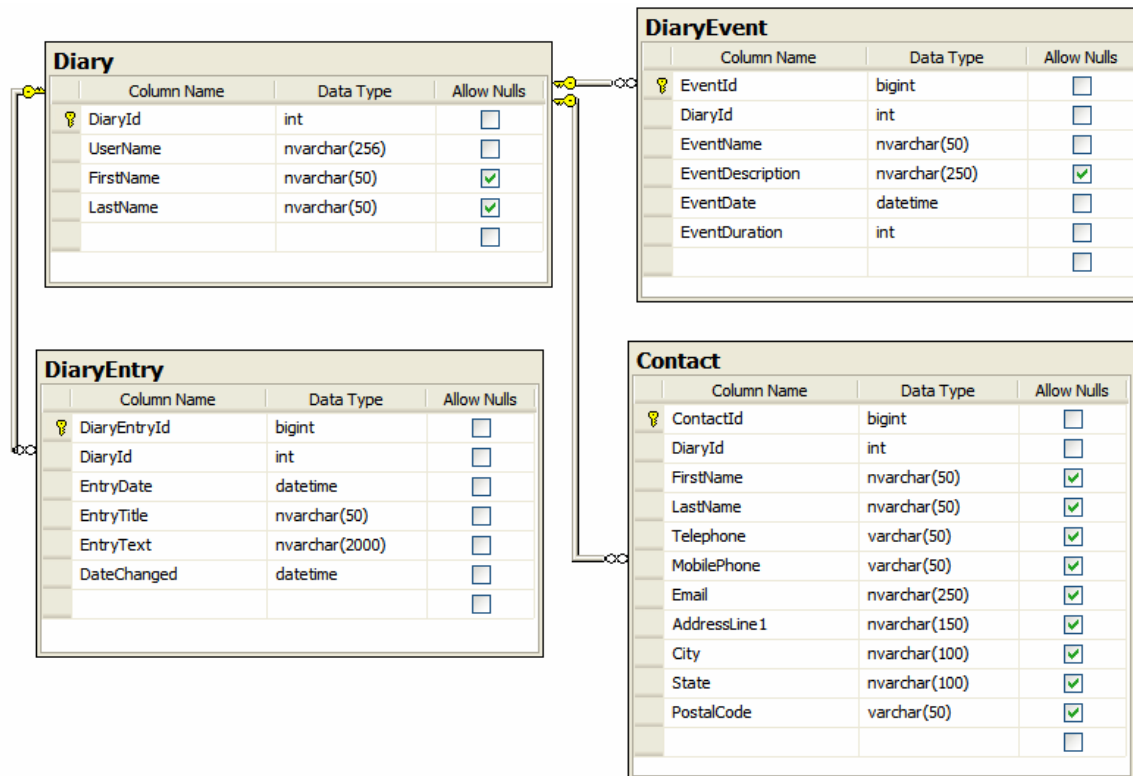 Diary
Column Name Data Type Allow Nulls
DiaryId int
UserName nvarchar(256)
FirstName nvarchar(50)
LastName nvarchar(50)
DiaryEvent
Column Name Data Type Allow Nulls
EventId bigint
DiaryId int
EventName nvarchar(50)
EventDescription nvarchar(250)
EventDate datetime
EventDuration int
DiaryEntry
Column Name Data Type Allow Nulls
DiaryEntryId bigint
DiaryId int
EntryDate datetime
EntryTitle nvarchar(50)
EntryText nvarchar(2000)
DateChanged datetime
Contact
Column Name Data Type Allow Nulls
ContactId bigint
DiaryId int
FirstName nvarchar(50)
LastName nvarchar(50)
Telephone varchar(50)
MobilePhone varchar(50)
Email nvarchar(250)
AddressLine1 nvarchar(150)
City nvarchar(100)
State nvarchar(100)
PostalCode varchar(50)